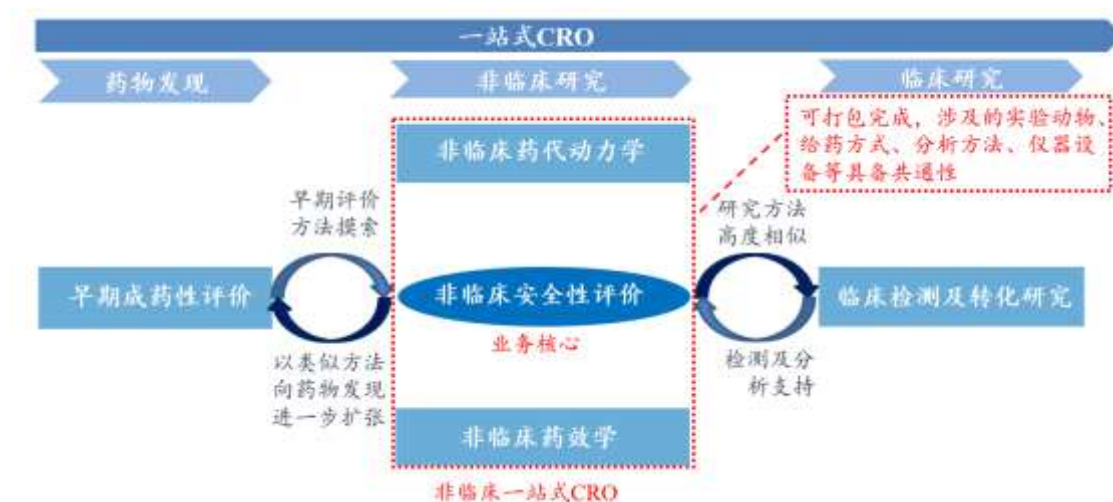 一站式CRO
药物发现
非临床研究
临床研究
可打包完成，涉及的实验动物、
给药方式、分析方法、仪器设
备等具备共通性
非临床药代动力学
早期评价
方法摸索
研究方法
高度相似
早期成药性评价
非临床安全性评价
临床检测及转化研究
业务核心
以类似方法
向药物发现
进一步扩张
检测及分
析支持
非临床药效学
非临床一站式CRO